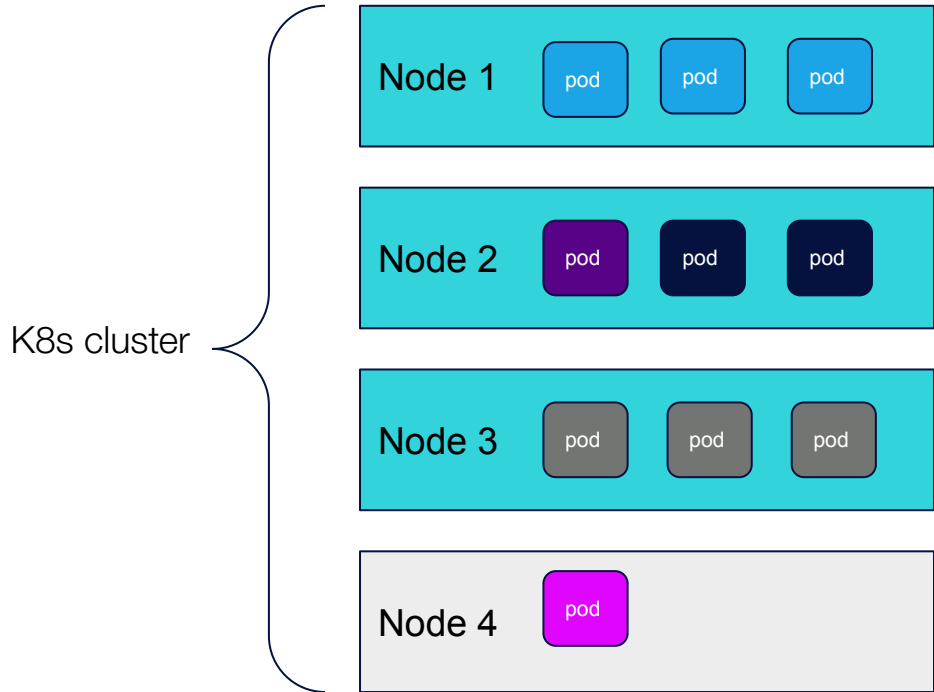 Node 1
pod pod pod
Node 2
pod pod pod
K8s cluster
Node 3
pod pod pod
Node 4
pod